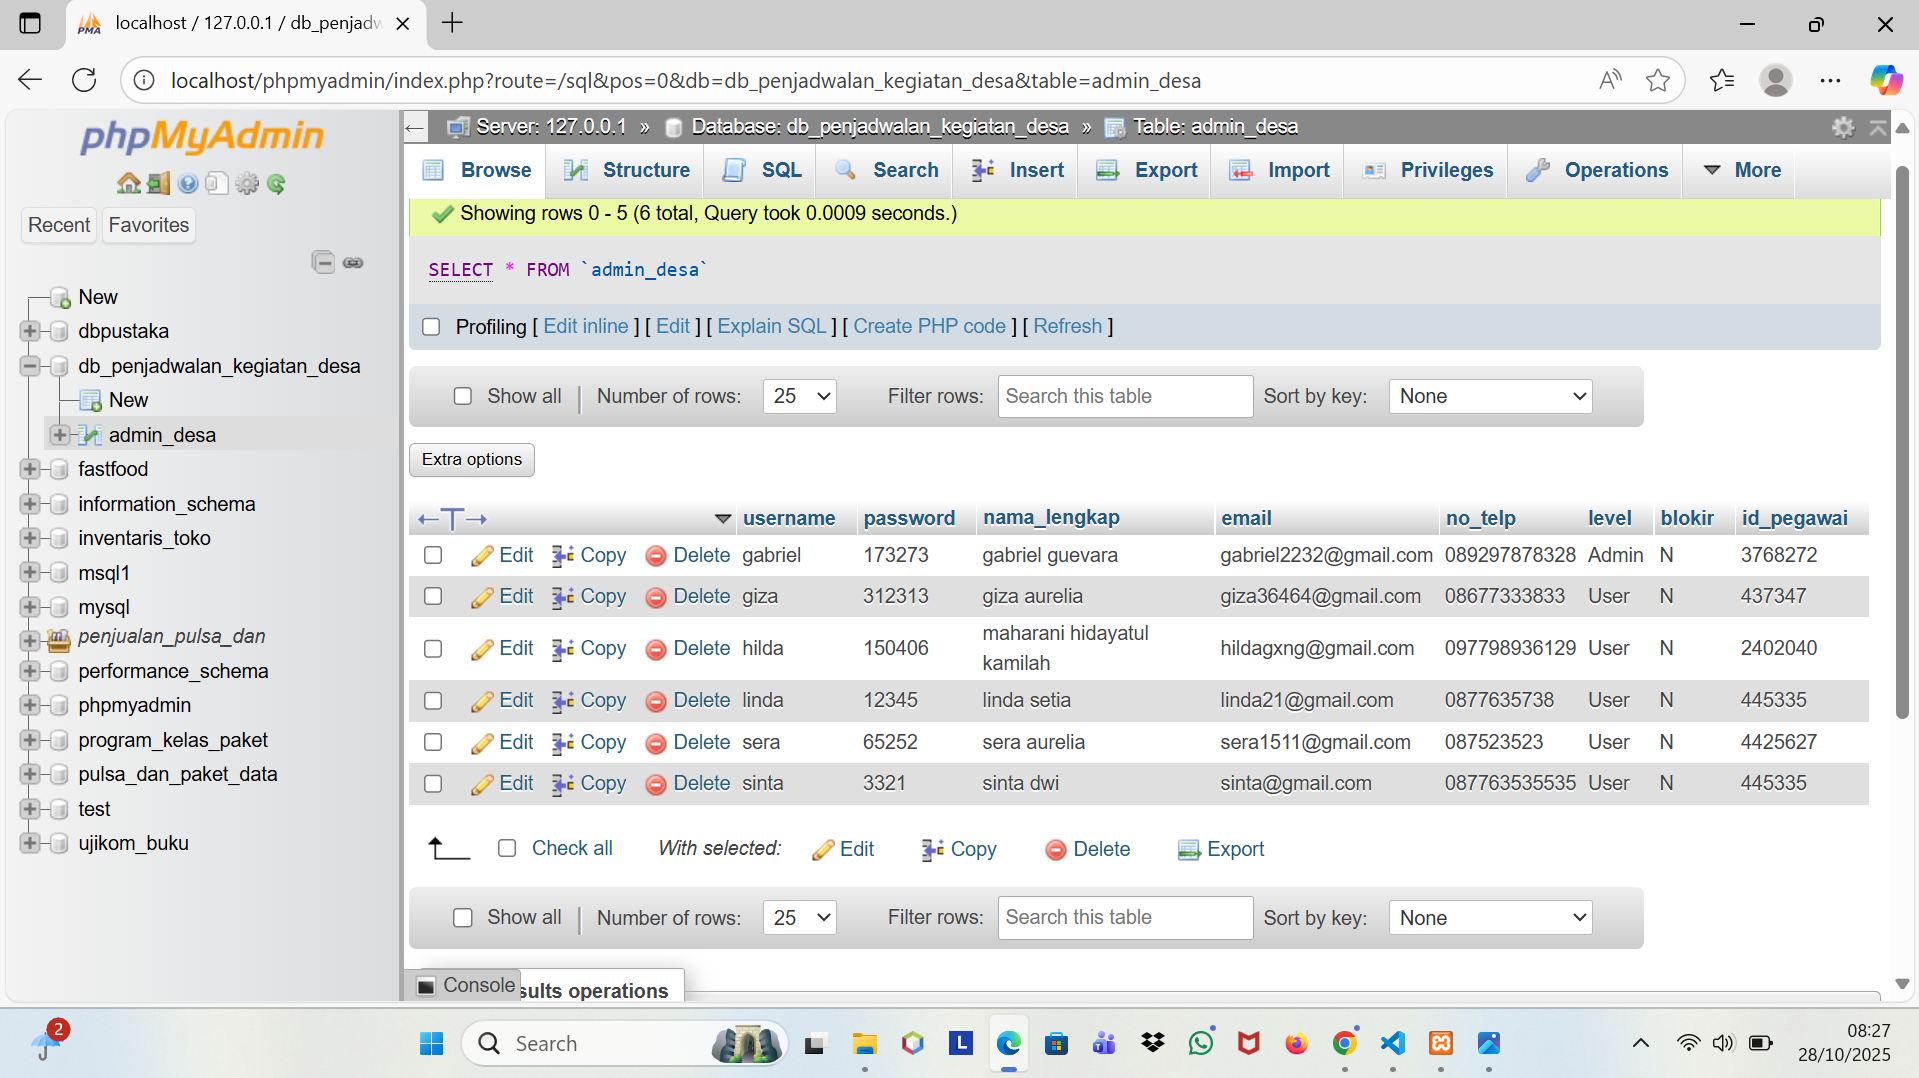 localhost / 127.0.0.1 / db_penjadw
localhost/phpmyadmin/index.php?route=/sql&pos=0&db=db_penjadwalan_kegiatan_desa&table=admin_desa
phpMyAdmin
Recent Favorites
New
dbpustaka
db_penjadwalan_kegiatan_desa
New
admin_desa
fastfood
information_schema
inventaris_toko
msql1
mysql
penjualan_pulsa_dan
performance_schema
phpmyadmin
program_kelas_paket
pulsa_dan_paket_data
test
ujikom_buku
Server: 127.0.0.1 » Database: db_penjadwalan_kegiatan_desa » Table: admin_desa
Browse Structure SQL Search Insert Export Import Privileges Operations More
Showing rows 0 - 5 (6 total, Query took 0.0009 seconds.)
SELECT * FROM `admin_desa`
Profiling [ Edit inline ] [ Edit ] [ Explain SQL ] [ Create PHP code ] [ Refresh ]
Show all Number of rows: 25 Filter rows: Search this table Sort by key: None
Extra options
username password nama_lengkap email no_telp level blokir id_pegawai
Edit Copy Delete gabriel 173273 gabriel guevara gabriel2232@gmail.com 089297878328 Admin N 3768272
Edit Copy Delete giza 312313 giza aurelia giza36464@gmail.com 08677333833 User N 437347
Edit Copy Delete hilda 150406 maharani hidayatul kamilah hildagxng@gmail.com 097798936129 User N 2402040
Edit Copy Delete linda 12345 linda setia linda21@gmail.com 0877635738 User N 445335
Edit Copy Delete sera 65252 sera aurelia sera1511@gmail.com 087523523 User N 4425627
Edit Copy Delete sinta 3321 sinta dwi sinta@gmail.com 087763535535 User N 445335
Check all With selected: Edit Copy Delete Export
Show all Number of rows: 25 Filter rows: Search this table Sort by key: None
Console sults operations
2
Search
08:27
28/10/2025